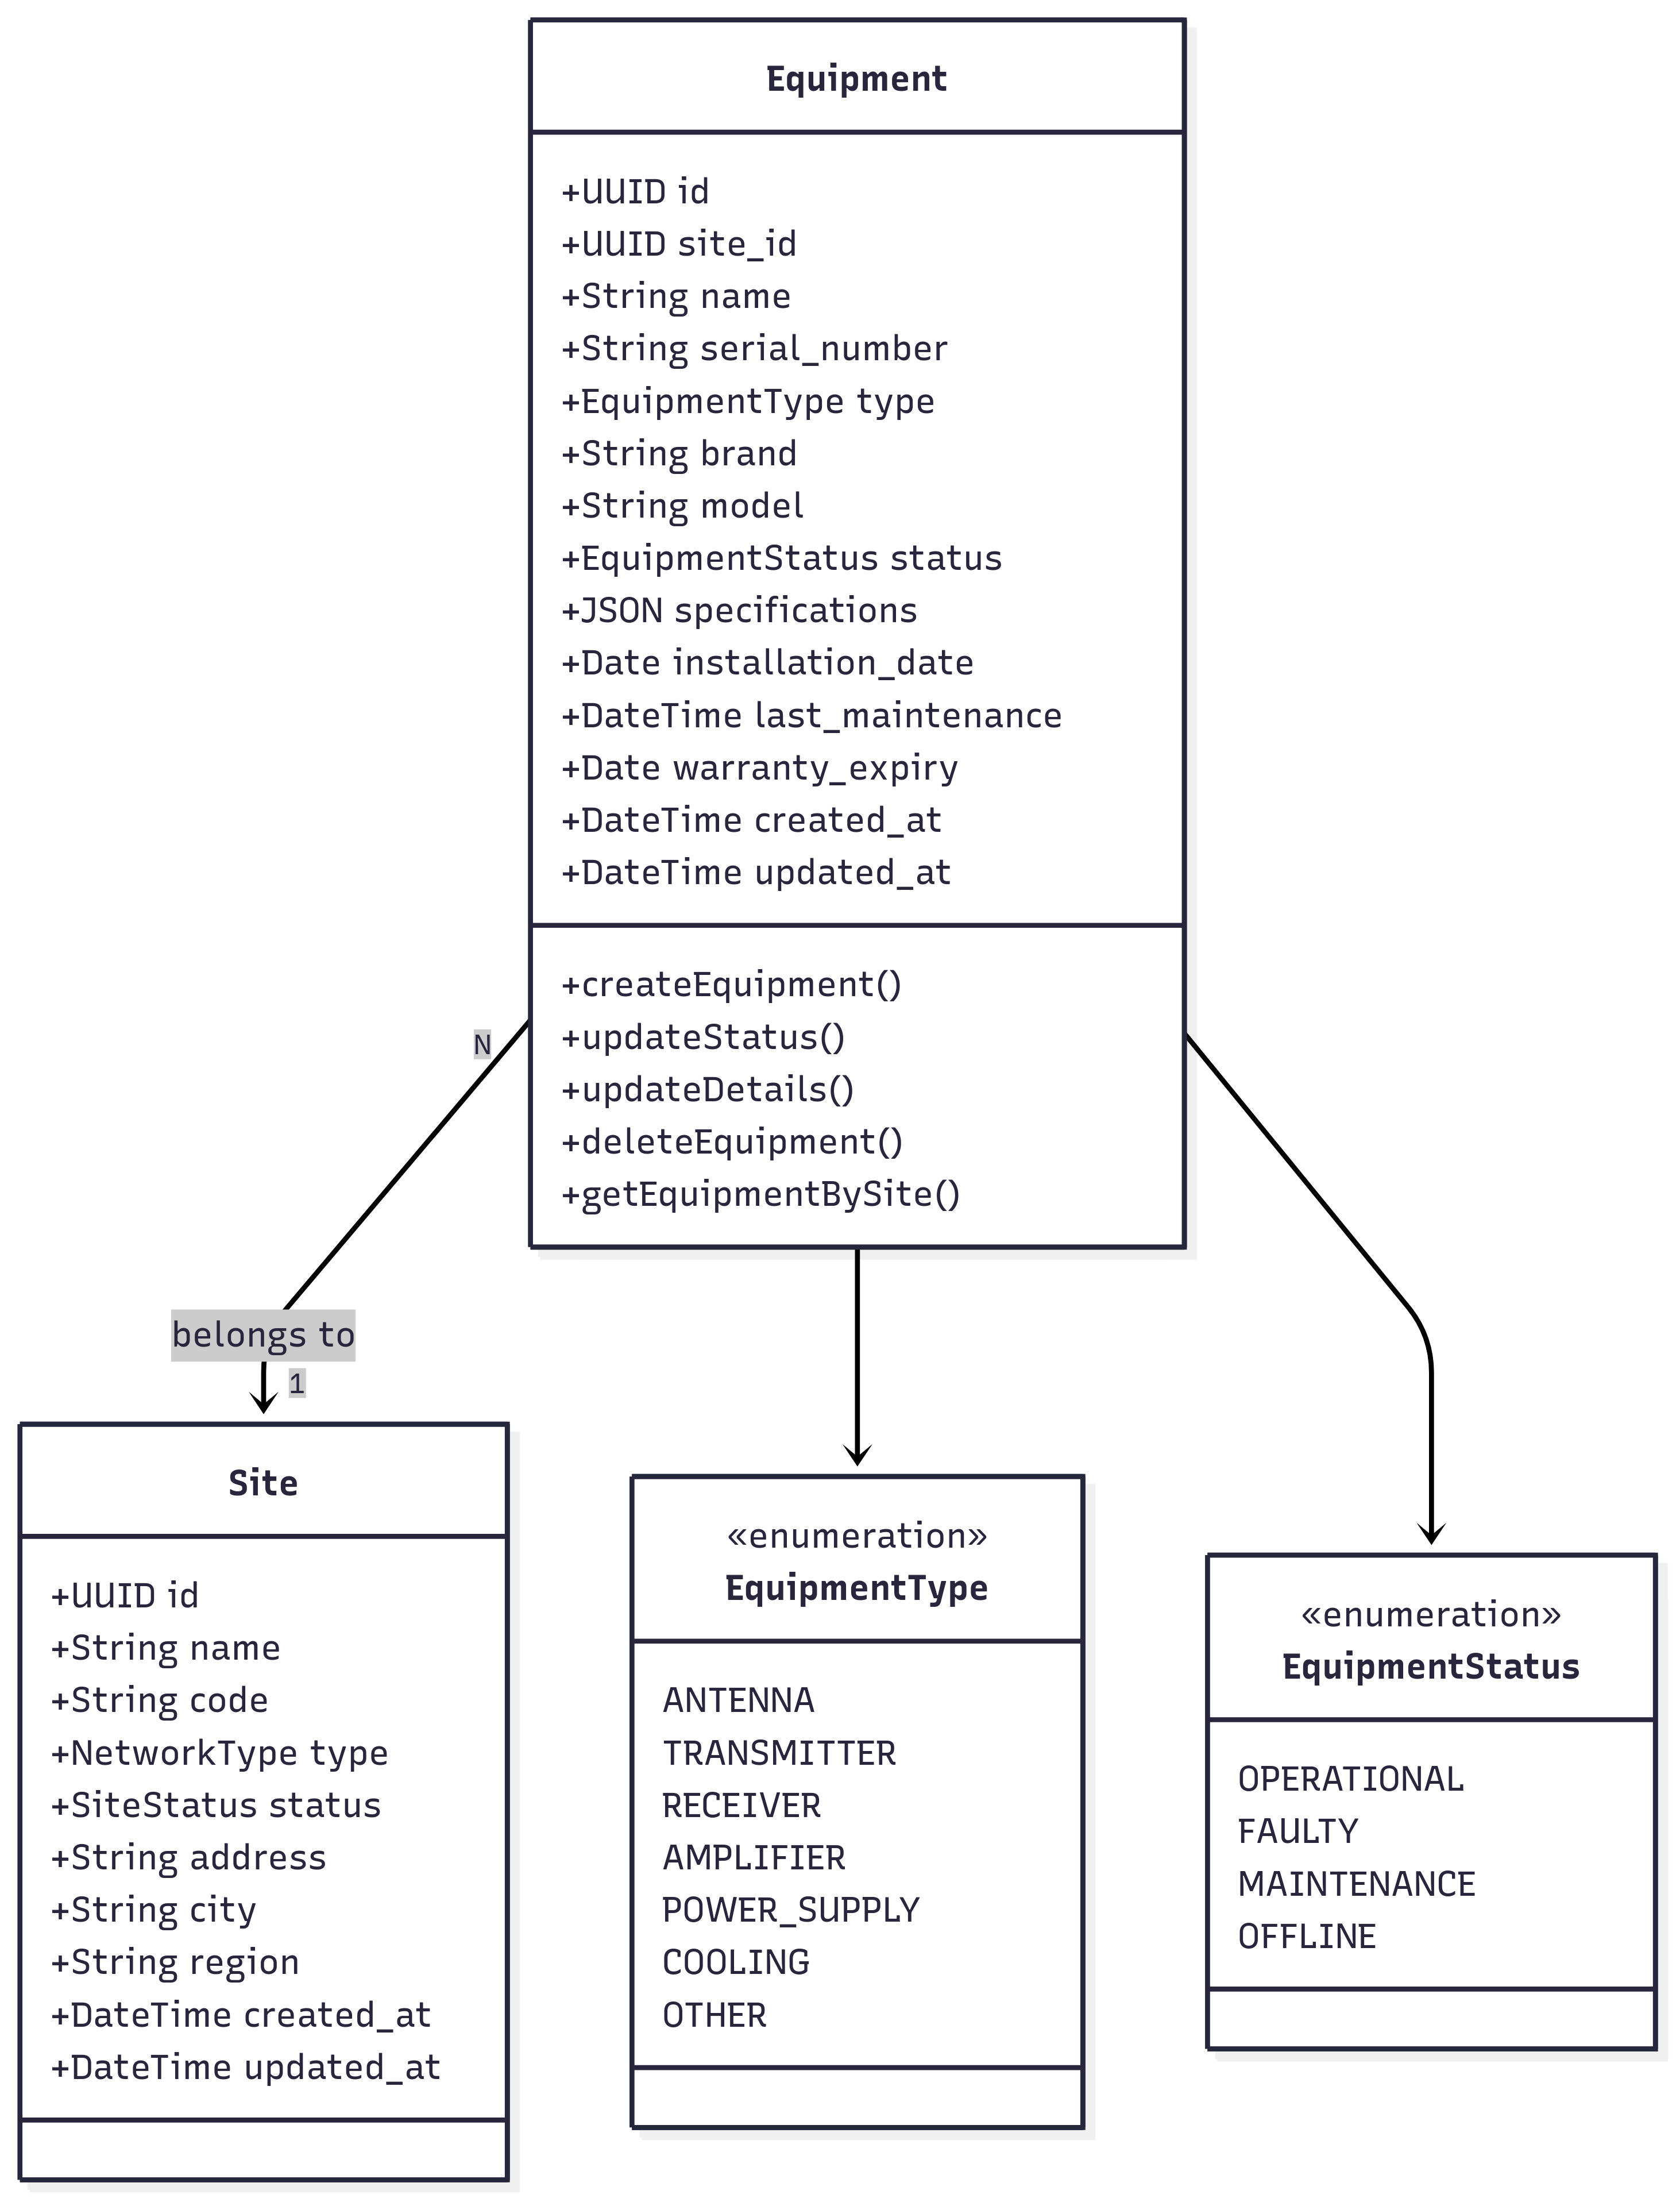 Equipment
+UUID id
+UUID site_id
+String name
+String serial_number
+EquipmentType type
+String brand
+String model
+EquipmentStatus status
+JSON specifications
+Date installation_date
+DateTime last_maintenance
+Date warranty_expiry
+DateTime created_at
+DateTime updated_at
+createEquipment()
+updateStatus()
+updateDetails()
+deleteEquipment()
+getEquipmentBySite()
N
belongs to
1
Site
+UUID id
+String name
+String code
+NetworkType type
+SiteStatus status
+String address
+String city
+String region
+DateTime created_at
+DateTime updated_at
«enumeration»
EquipmentType
ANTENNA
TRANSMITTER
RECEIVER
AMPLIFIER
POWER_SUPPLY
COOLING
OTHER
«enumeration»
EquipmentStatus
OPERATIONAL
FAULTY
MAINTENANCE
OFFLINE